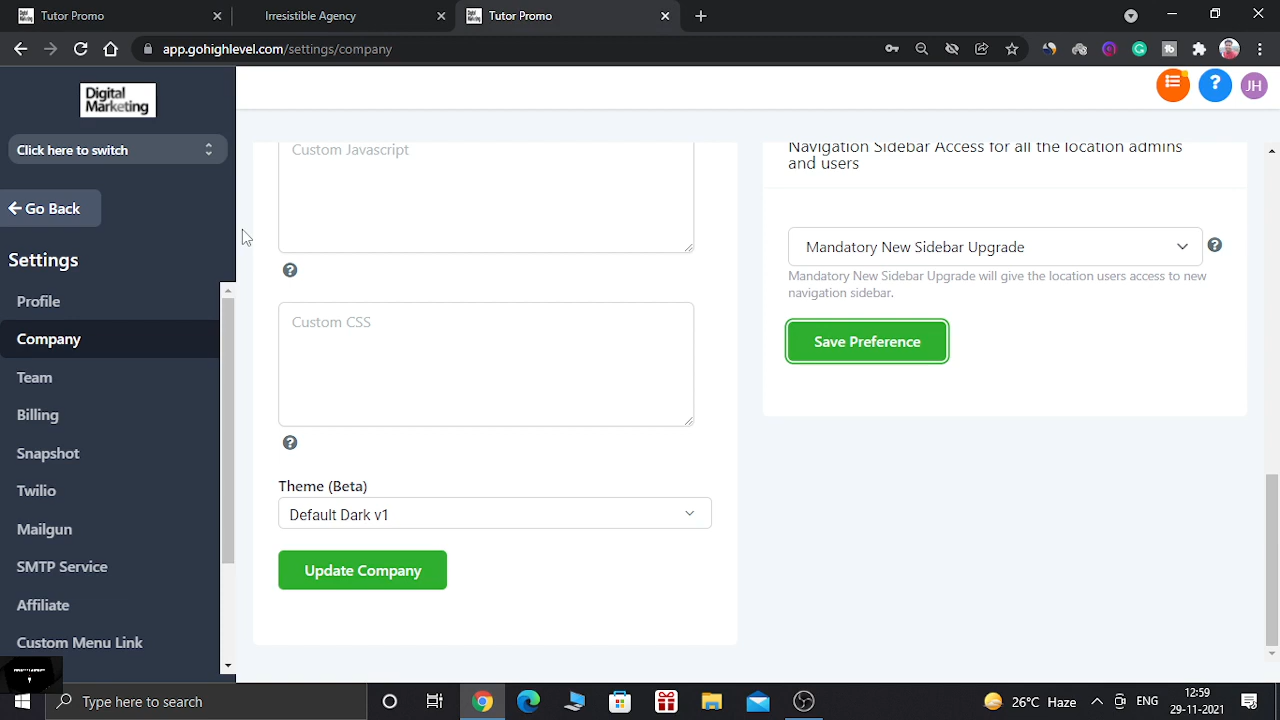 Tutor Promo
Irresistible Agency
Tutor Promo
app.gohighlevel.com/settings/company
Digital
Marketing
JH
Click here to switch
Go Back
Settings
Profile
Company
Team
Billing
Snapshot
Twilio
Mailgun
SMTP Service
Affiliate
Custom Menu Link
Custom Javascript
Custom CSS
Theme (Beta)
Default Dark v1
Update Company
Navigation Sidebar Access for all the location admins
and users
Mandatory New Sidebar Upgrade
Mandatory New Sidebar Upgrade will give the location users access to new
navigation sidebar.
Save Preference
Type here to search
26°C Haze
ENG
12:59
29-11-2021